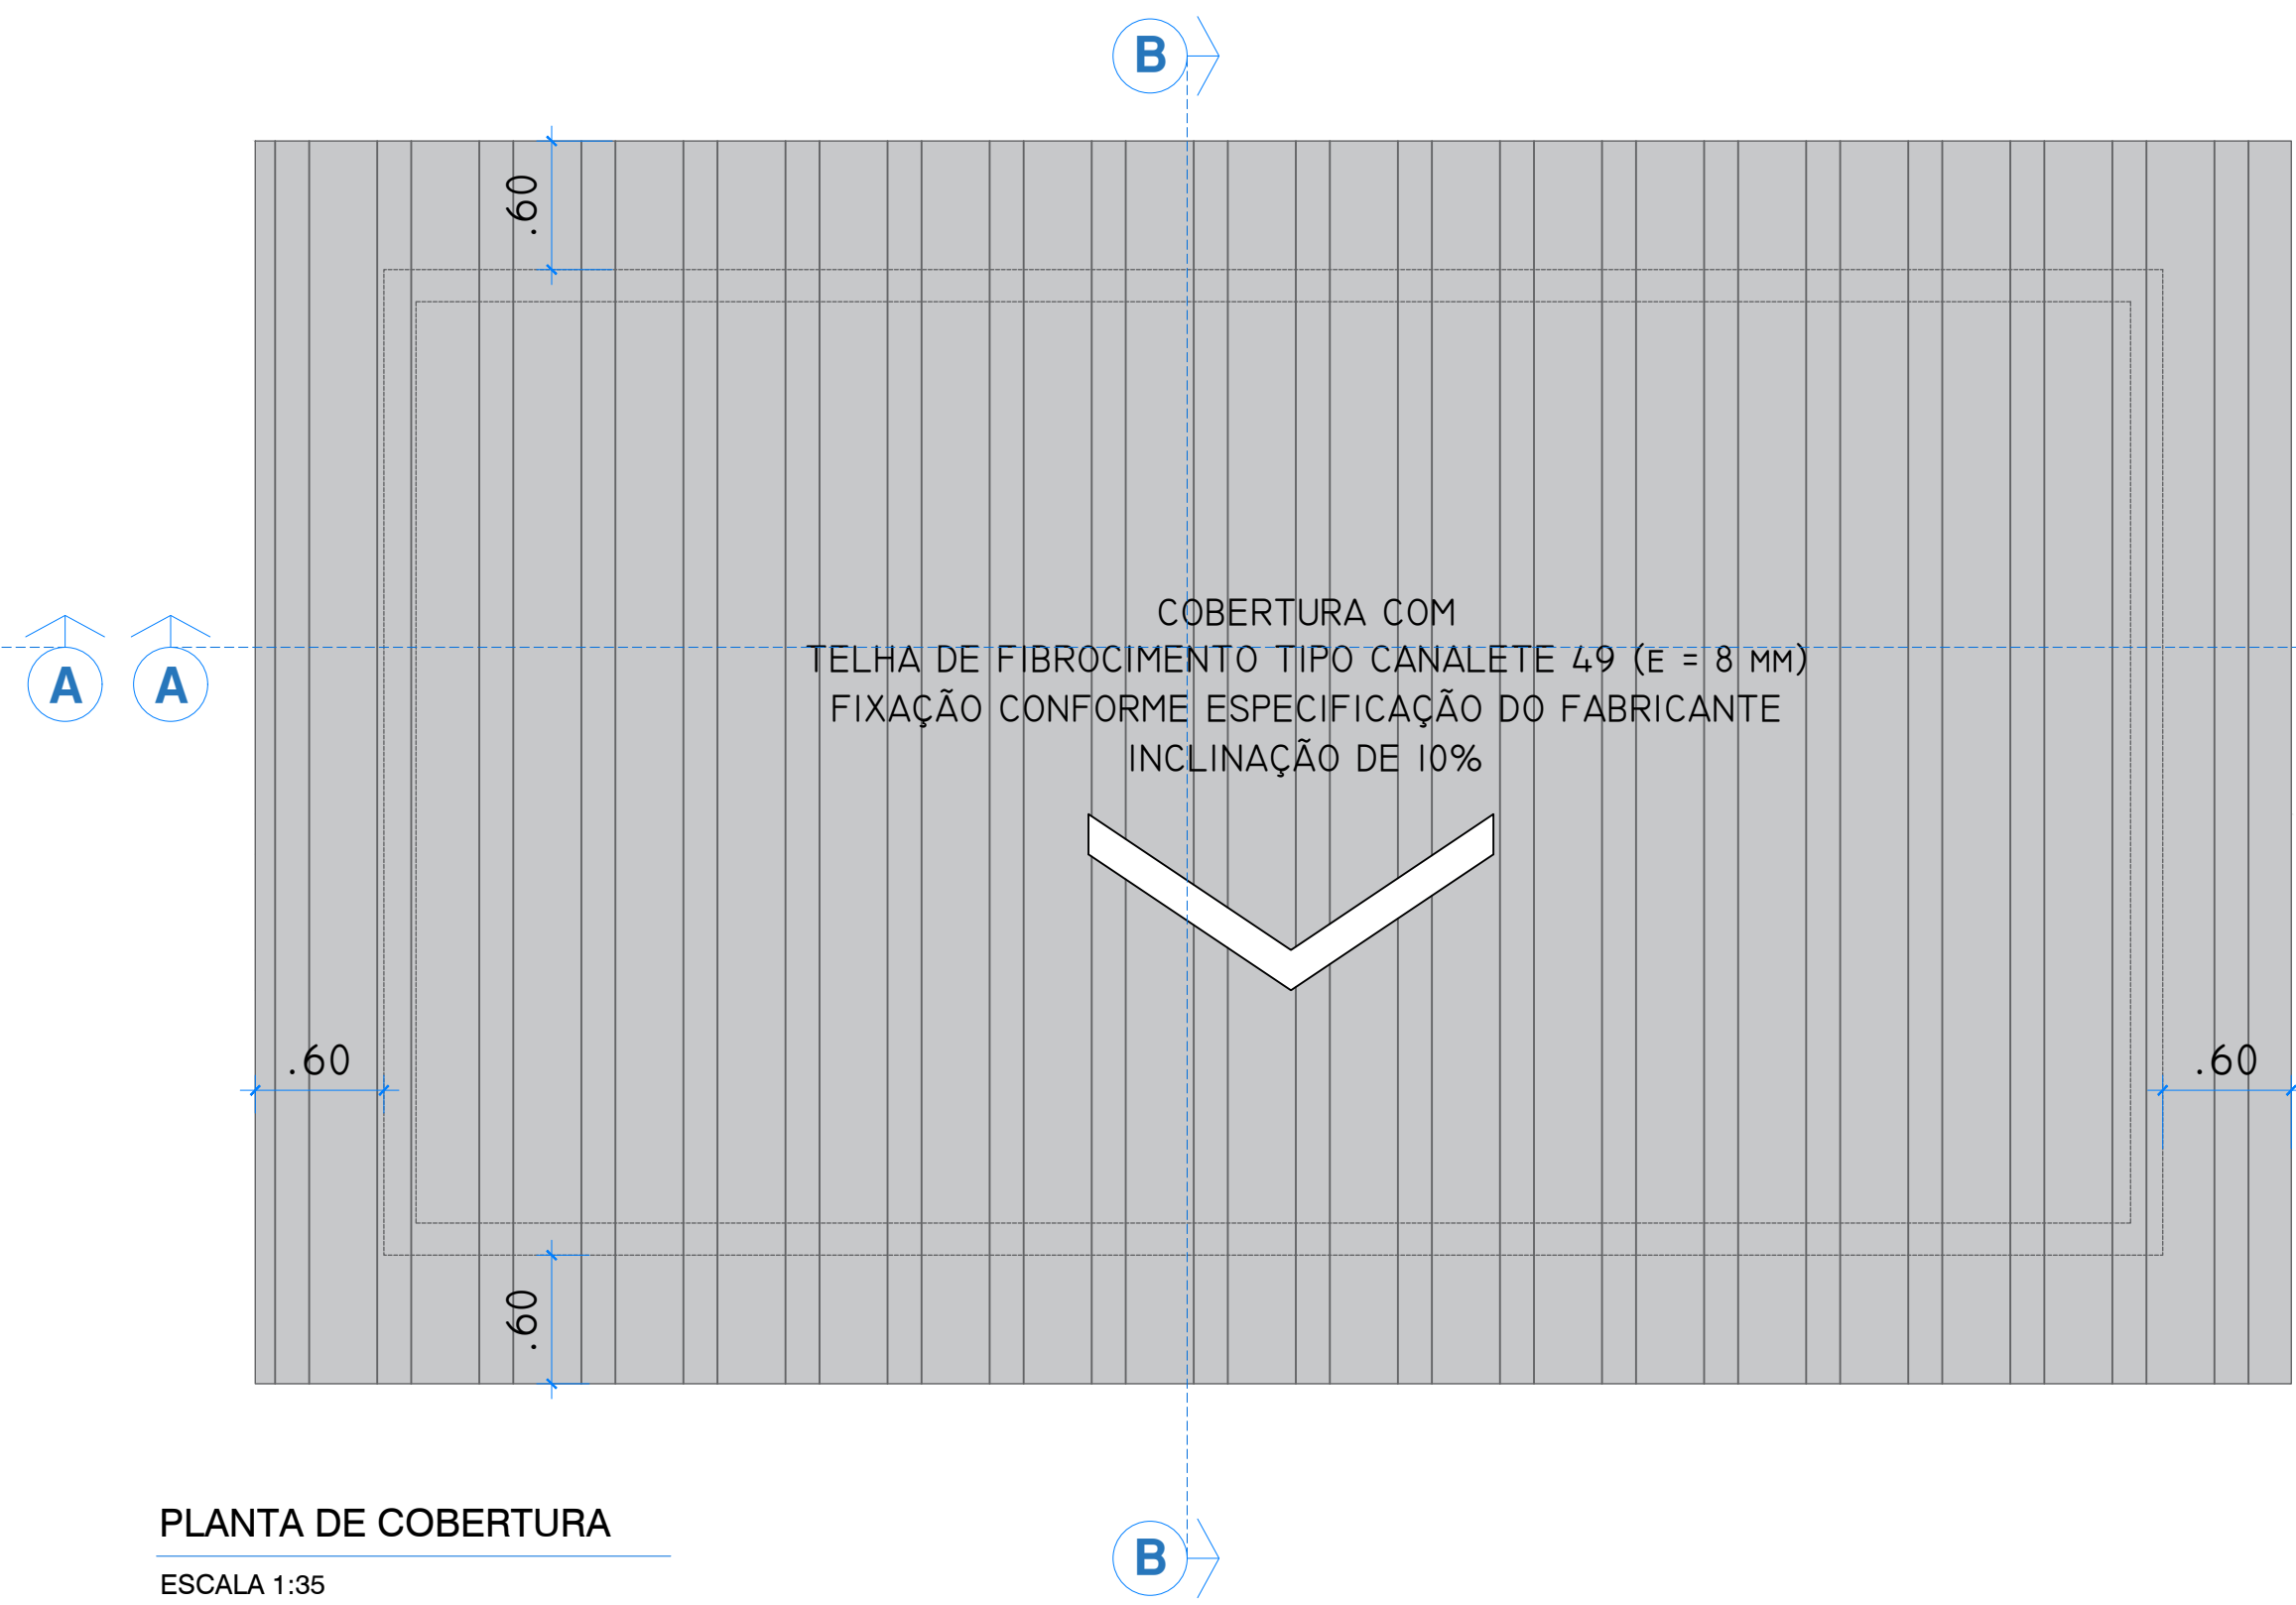 B
.60
COBERTURA COM
TELHA DE FIBROCIMENTO TIPO CANALETE 49 (E = 8 MM)
FIXAÇÃO CONFORME ESPECIFICAÇÃO DO FABRICANTE
INCLINAÇÃO DE 10%
A
A
.60
.60
.60
PLANTA DE COBERTURA
ESCALA 1:35
B